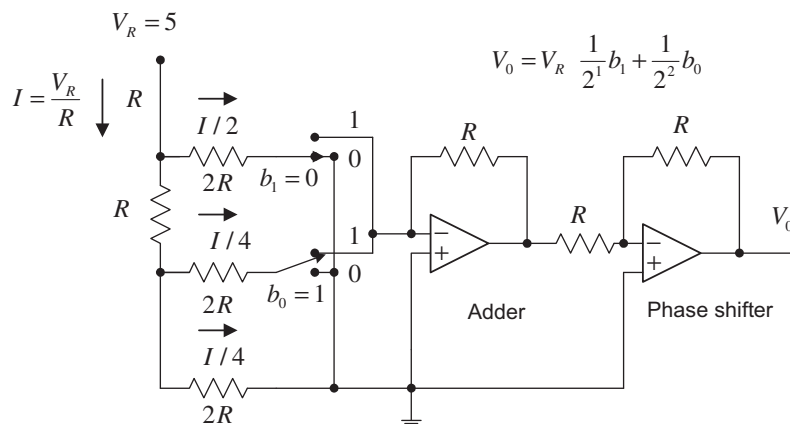 V_R = 5
V_0 = V_R 1/2^1 b_1 + 1/2^2 b_0
I = V_R/R
R
I / 2
2R
b_1 = 0
1
0
R
R
R
I / 4
2R
b_0 = 1
1
0
R
−
+
−
+
V_0
Adder
Phase shifter
I / 4
2R